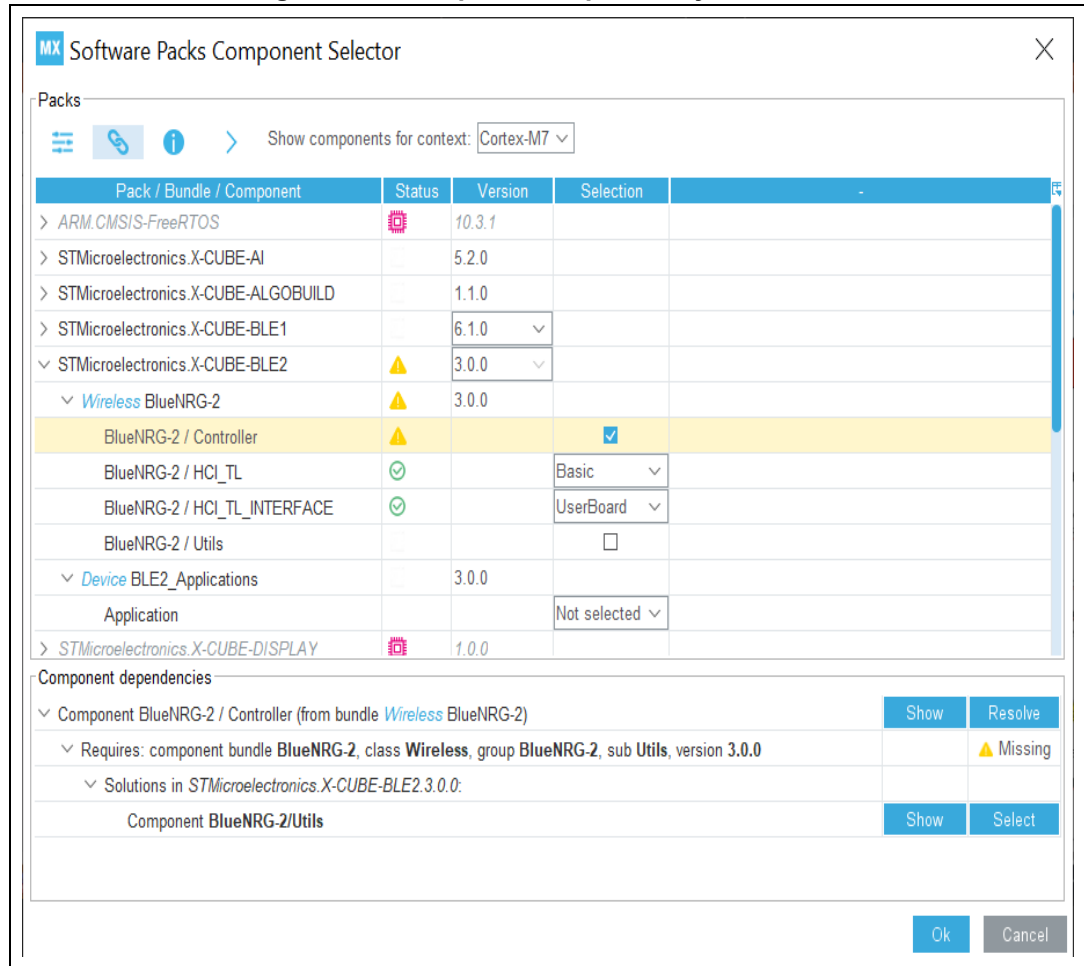 MX Software Packs Component Selector
Packs
Show components for context: Cortex-M7
Pack / Bundle / Component Status Version Selection -
ARM.CMSIS-FreeRTOS 10.3.1
STMicroelectronics.X-CUBE-AI 5.2.0
STMicroelectronics.X-CUBE-ALGOBUILD 1.1.0
STMicroelectronics.X-CUBE-BLE1 6.1.0
STMicroelectronics.X-CUBE-BLE2 3.0.0
Wireless BlueNRG-2 3.0.0
BlueNRG-2 / Controller
BlueNRG-2 / HCI_TL Basic
BlueNRG-2 / HCI_TL_INTERFACE UserBoard
BlueNRG-2 / Utils
Device BLE2_Applications 3.0.0
Application Not selected
STMicroelectronics.X-CUBE-DISPLAY 1.0.0
Component dependencies
Component BlueNRG-2 / Controller (from bundle Wireless BlueNRG-2) Show Resolve
Requires: component bundle BlueNRG-2, class Wireless, group BlueNRG-2, sub Utils, version 3.0.0 Missing
Solutions in STMicroelectronics.X-CUBE-BLE2.3.0.0:
Component BlueNRG-2/Utils Show Select
Ok Cancel